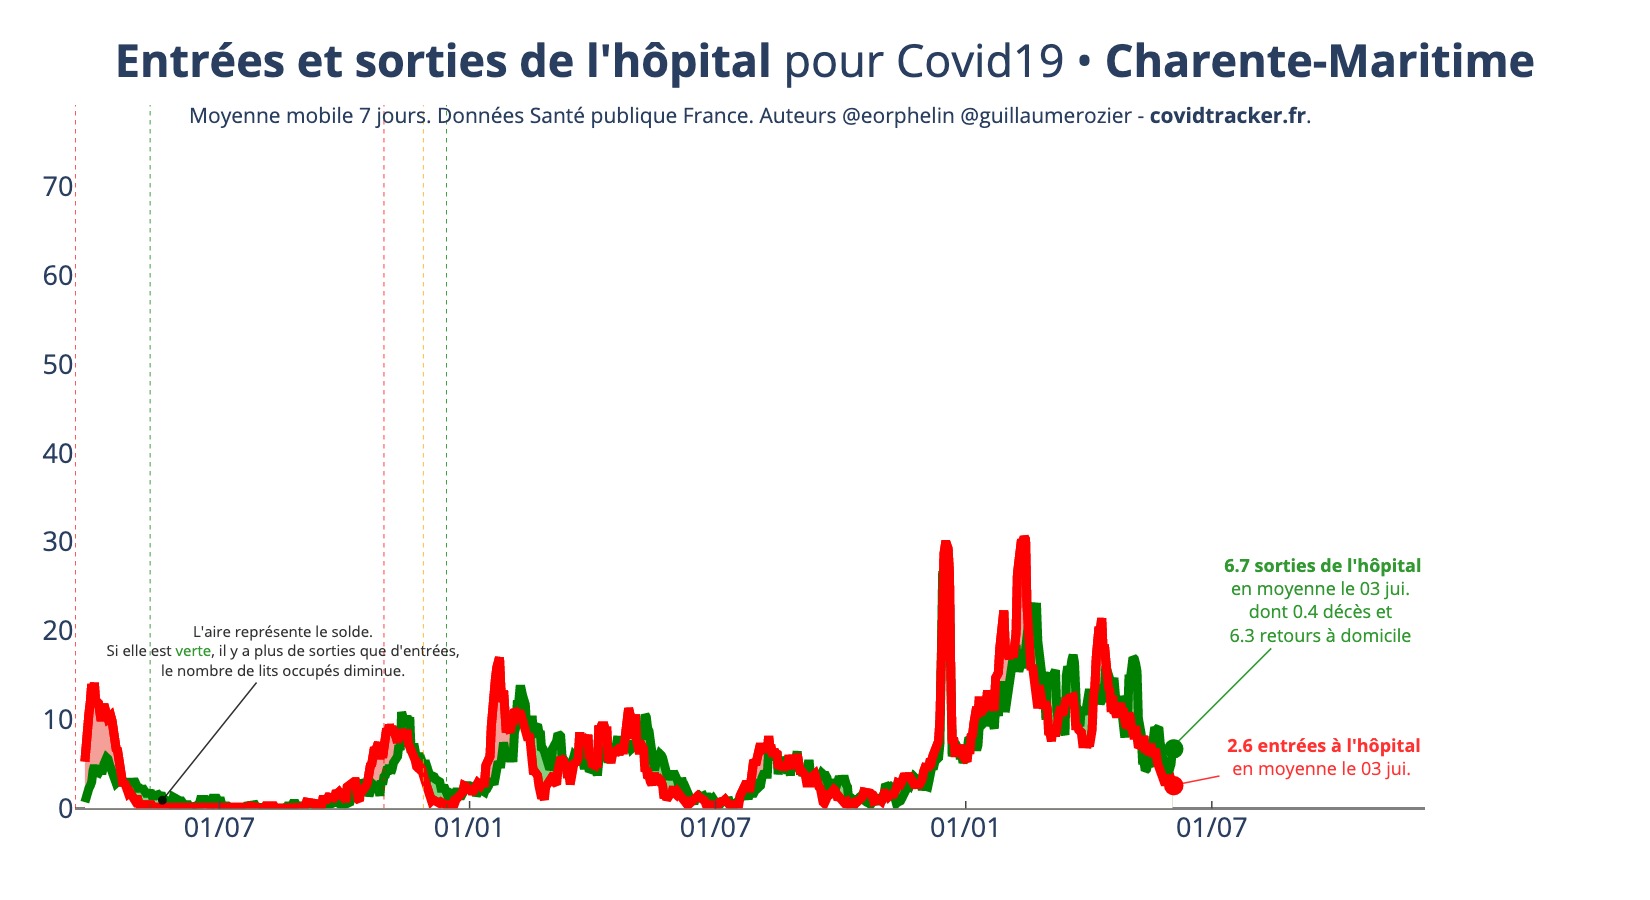 Entrées et sorties de l'hôpital pour Covid19 • Charente-Maritime
Moyenne mobile 7 jours. Données Santé publique France. Auteurs @eorphelin @guillaumerozier - covidtracker.fr.
70
60
50
40
30
20
10
0
L'aire représente le solde.
Si elle est verte, il y a plus de sorties que d'entrées,
le nombre de lits occupés diminue.
6.7 sorties de l'hôpital
en moyenne le 03 jui.
dont 0.4 décès et
6.3 retours à domicile
2.6 entrées à l'hôpital
en moyenne le 03 jui.
01/07
01/01
01/07
01/01
01/07